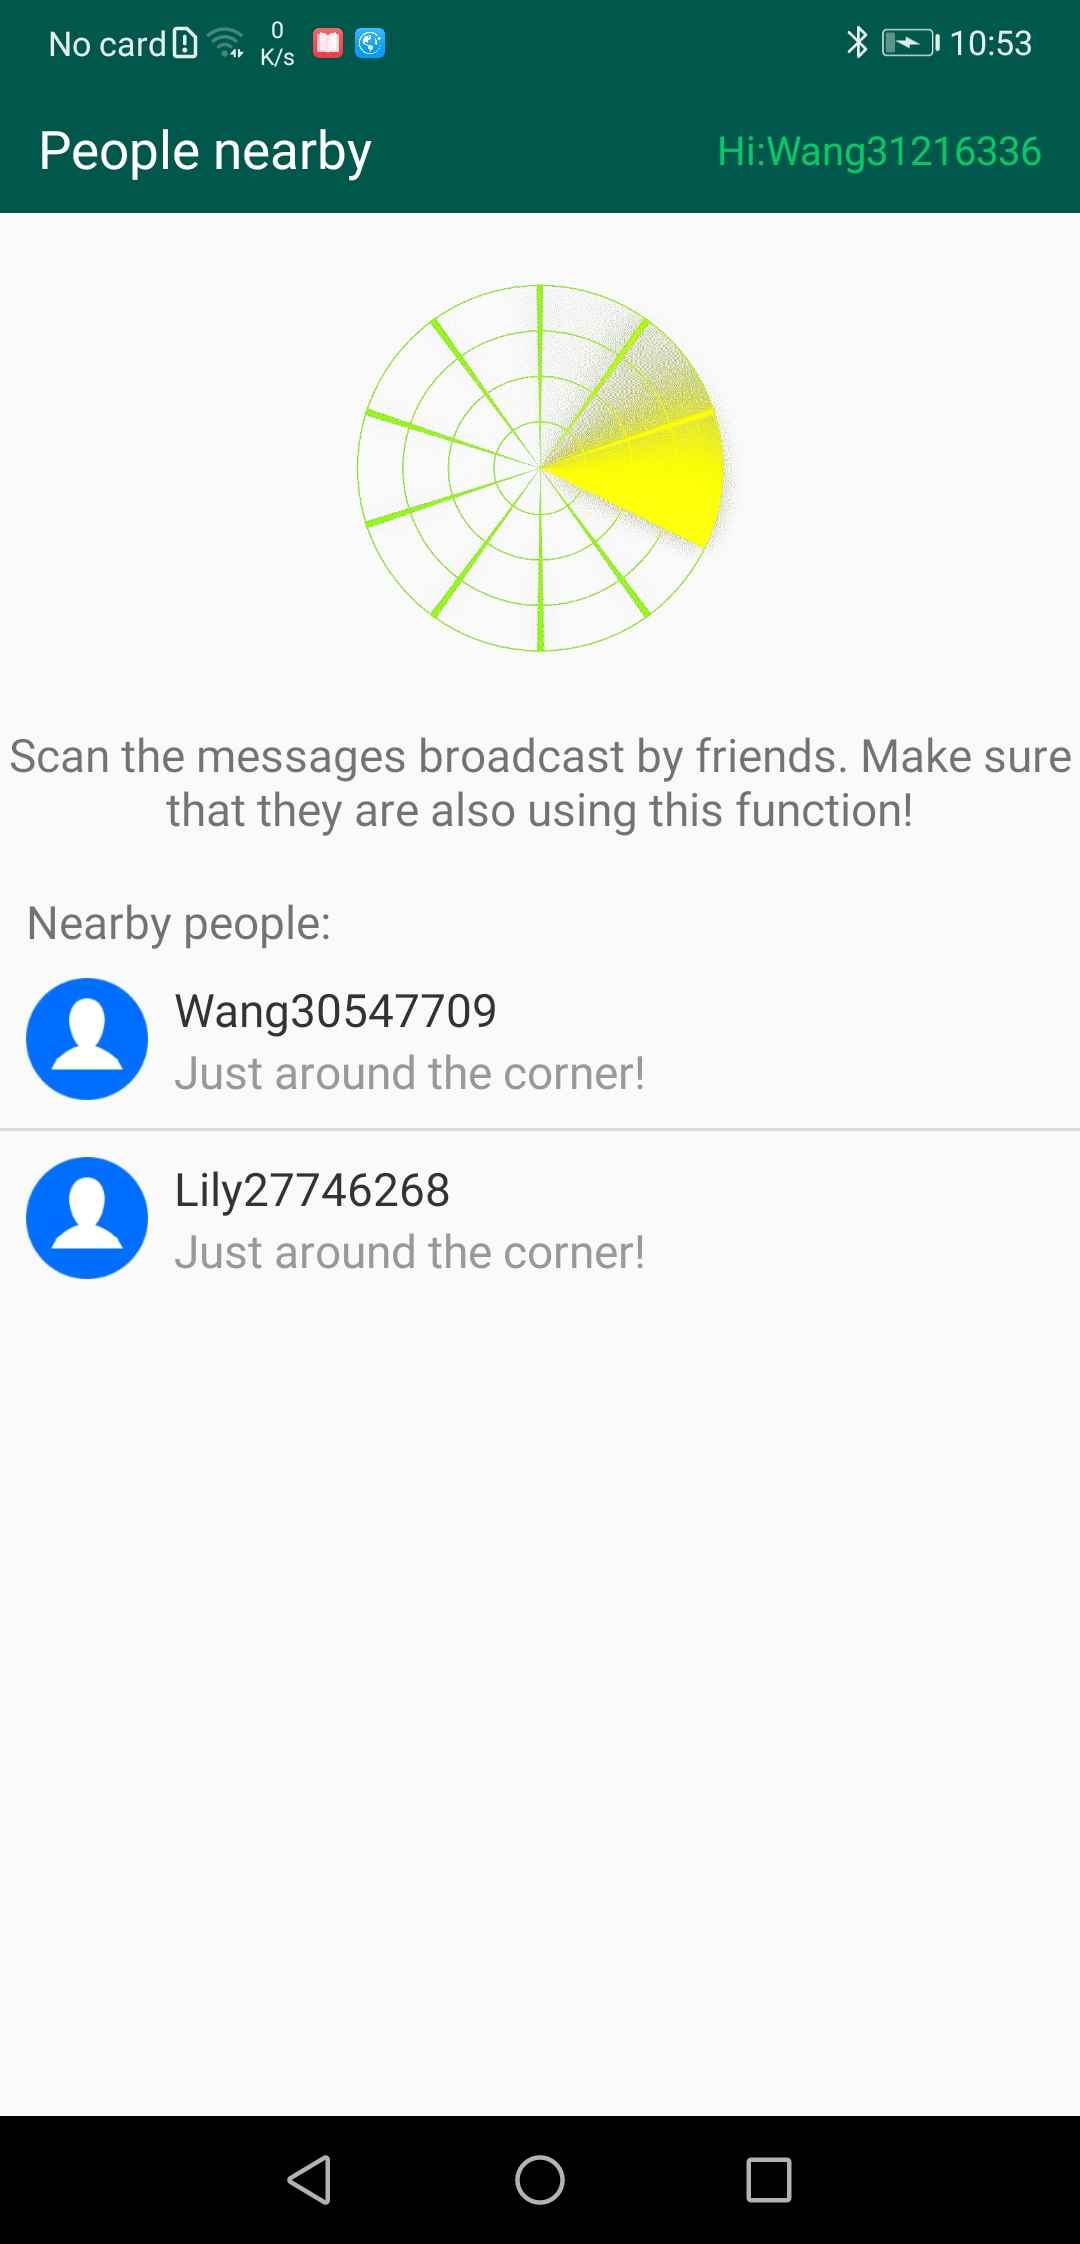 No card 0 K/s 10:53
People nearby Hi:Wang31216336
Scan the messages broadcast by friends. Make sure
that they are also using this function!
Nearby people:
Wang30547709
Just around the corner!
Lily27746268
Just around the corner!